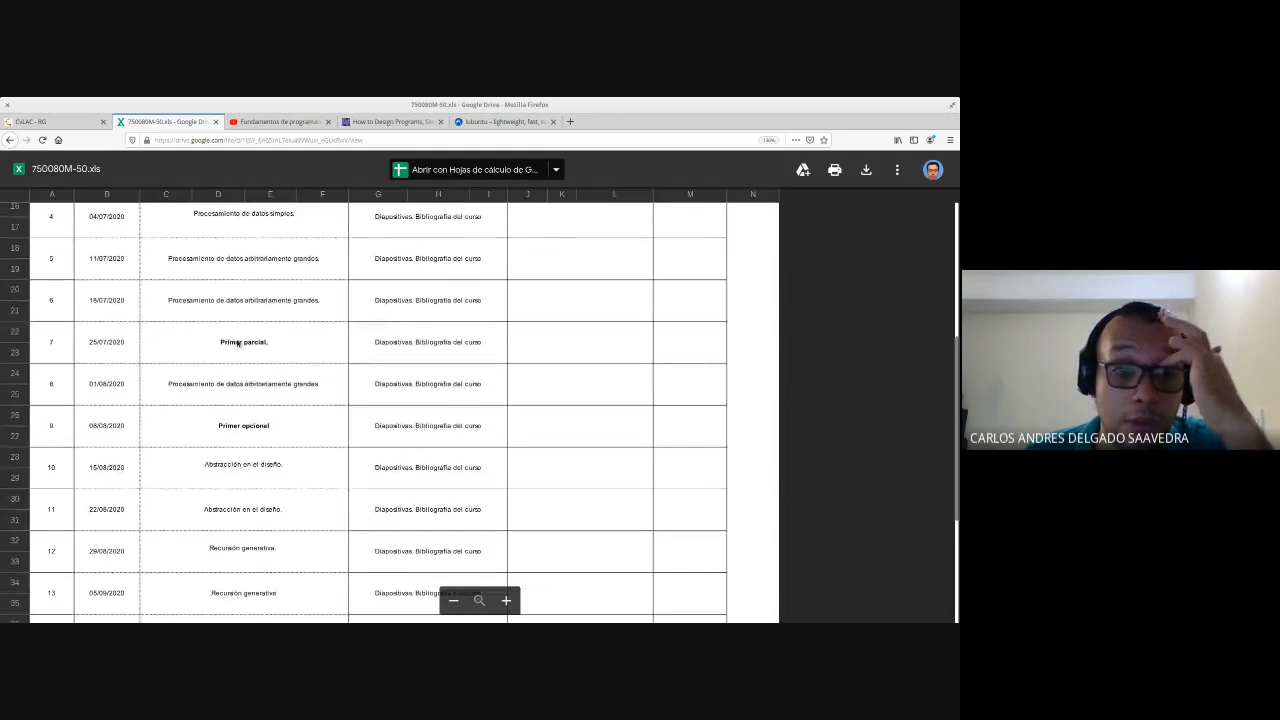 750080M-50.xls - Google Drive - Mozilla Firefox
CvLAC - RG
750080M-50.xls - Google Dri
Fundamentos de programac
How to Design Programs, Se
lubuntu – lightweight, fast, e
130%
750080M-50.xls
Abrir con Hojas de cálculo de G...
A B C D E F G H I J K L M N
16
4 04/07/2020 Procesamiento de datos simples. Diapositivas. Bibliografía del curso
17
18
5 11/07/2020 Procesamiento de datos arbitrariamente grandes. Diapositivas. Bibliografía del curso
19
20
6 18/07/2020 Procesamiento de datos arbitrariamente grandes. Diapositivas. Bibliografía del curso
21
22
7 25/07/2020 Primer parcial, Diapositivas. Bibliografía del curso
23
24
8 01/08/2020 Procesamiento de datos arbitrariamente grandes Diapositivas. Bibliografía del curso
25
26
9 08/08/2020 Primer opcional Diapositivas. Bibliografía del curso
27
28
10 15/08/2020 Abstracción en el diseño. Diapositivas. Bibliografía del curso
29
30
11 22/08/2020 Abstracción en el diseño. Diapositivas. Bibliografía del curso
31
32
12 29/08/2020 Recursión generativa. Diapositivas. Bibliografía del curso
33
34
13 05/09/2020 Recursión generativa Diapositivas.
35
CARLOS ANDRES DELGADO SAAVEDRA